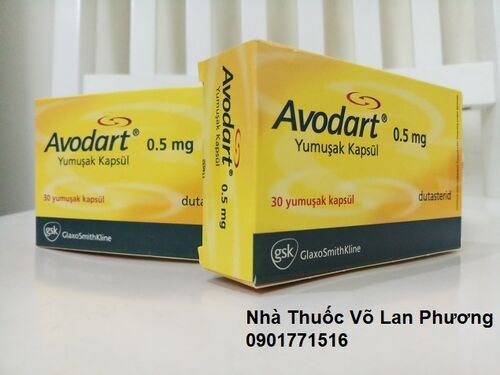 Avodart® 0.5 mg
Yumuşak Kapsül
30 yumuşak kapsül
gsk GlaxoSmithKline
Avodart®
Yumuşak Kapsül 0.5 mg
Avodart® 0.5 mg
Yumuşak Kapsül
30 yumuşak kapsül dutasterid
gsk GlaxoSmithKline
Nhà Thuốc Võ Lan Phương
0901771516